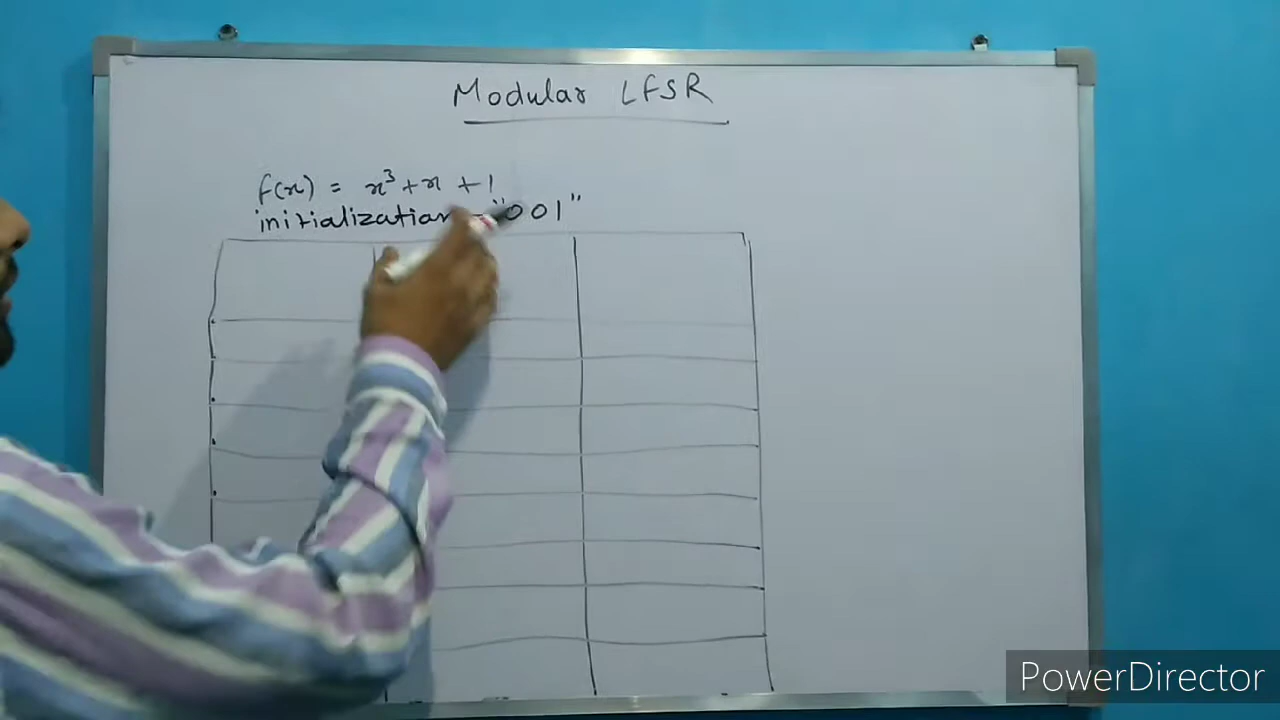 Modular LFSR
f(x) = x³ + x + 1
initialization - "001"
PowerDirector